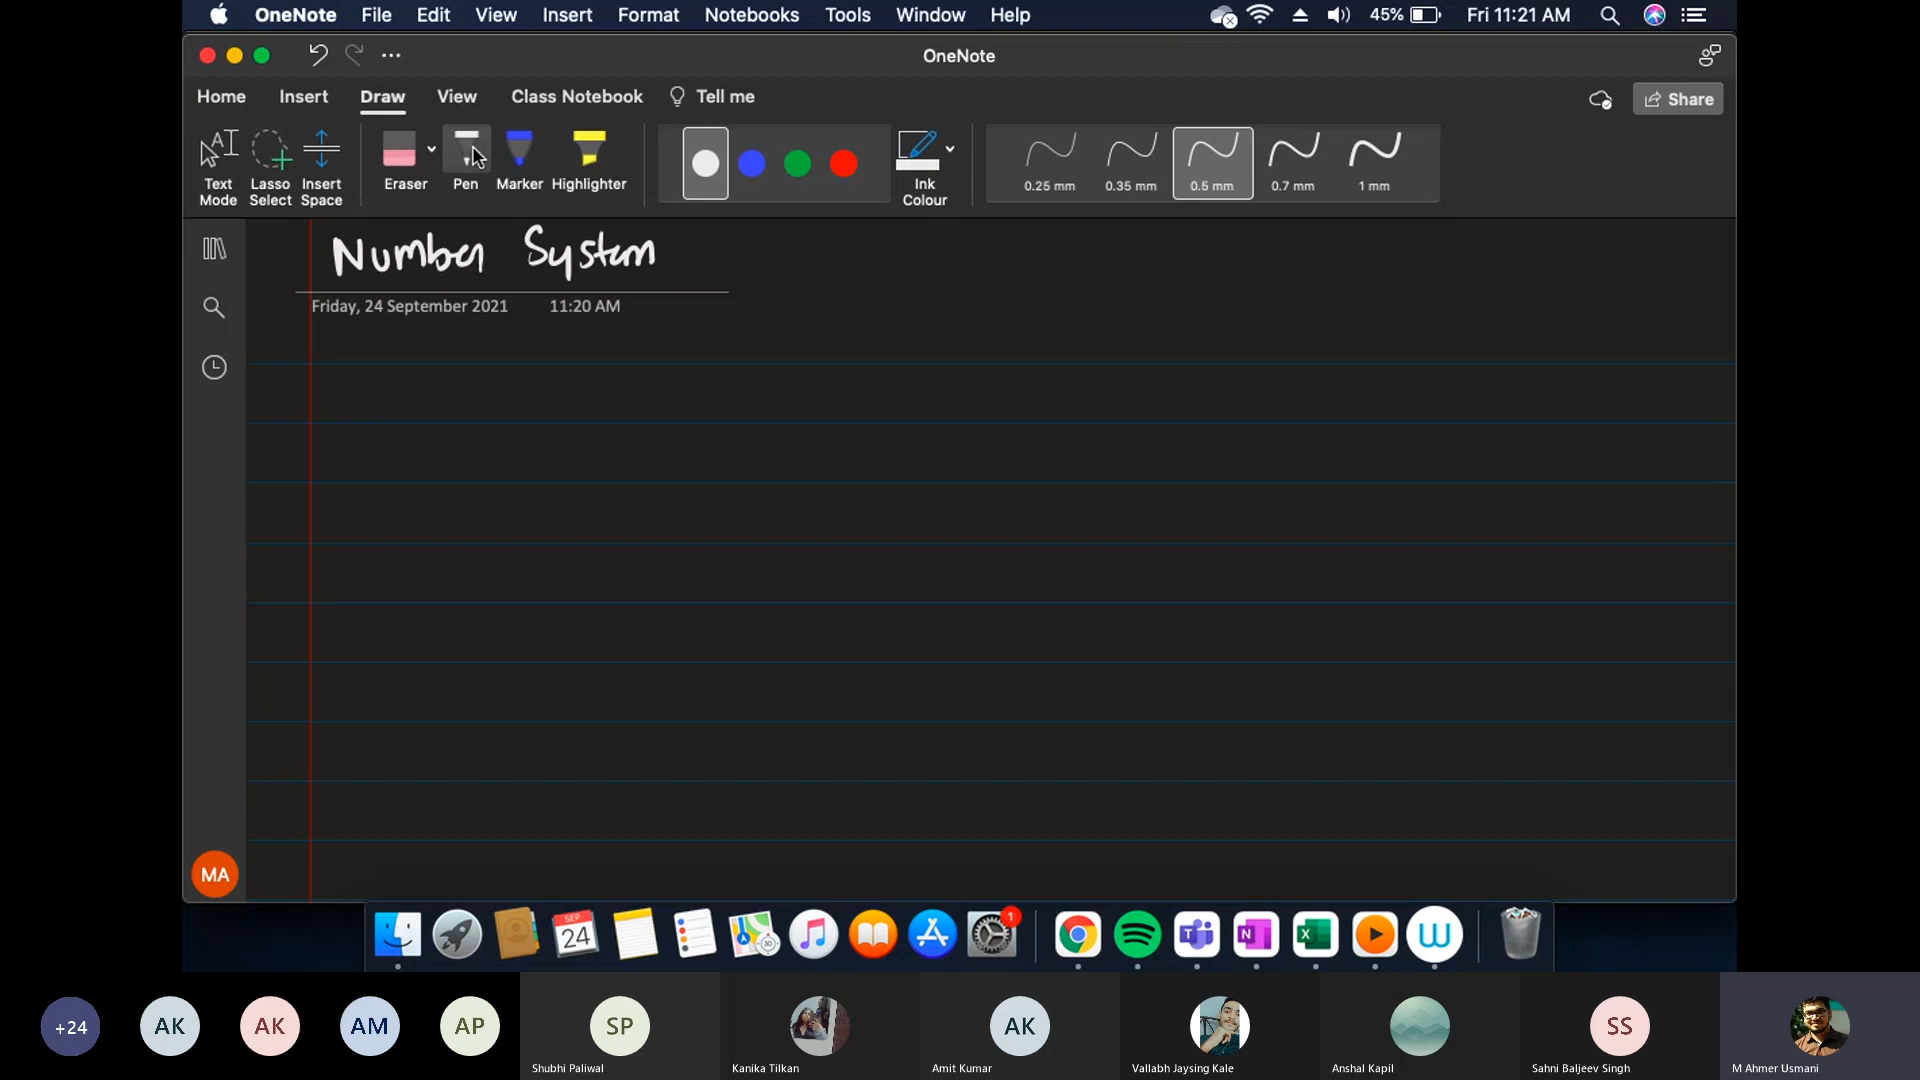 OneNote File Edit View Insert Format Notebooks Tools Window Help 45% Fri 11:21 AM
OneNote
Home Insert Draw View Class Notebook Tell me Share
Text Mode Lasso Select Insert Space Eraser Pen Marker Highlighter Ink Colour 0.25 mm 0.35 mm 0.5 mm 0.7 mm 1 mm
Number System
Friday, 24 September 2021 11:20 AM
MA
SEP 24 3D 1 N X W
+24 AK AK AM AP SP AK SS
Shubhi Paliwal Kanika Tilkan Amit Kumar Vallabh Jaysing Kale Anshal Kapil Sahni Baljeev Singh M Ahmer Usmani